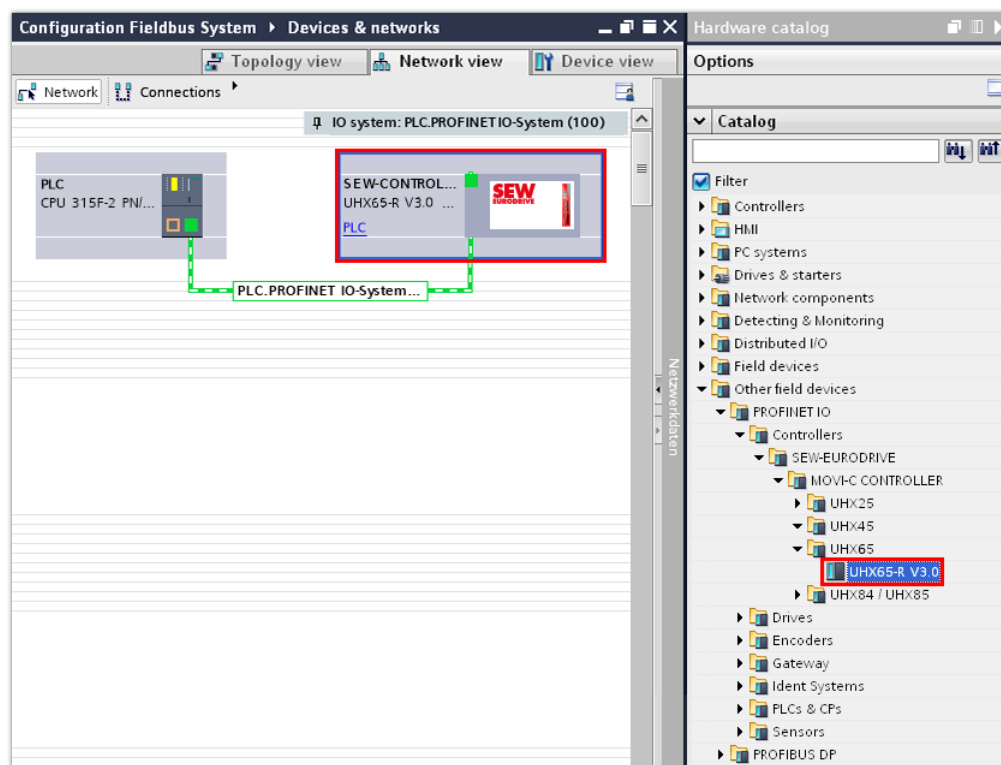 Configuration Fieldbus System ▸ Devices & networks
Hardware catalog
Topology view
Network view
Device view
Options
Network
Connections
IO system: PLC.PROFINET IO-System (100)
Catalog
Filter
PLC
CPU 315F-2 PN/...
SEW-CONTROL...
UHX65-R V3.0 ...
PLC
SEW
EURODRIVE
PLC.PROFINET IO-System...
Netzwerkdaten
Controllers
HMI
PC systems
Drives & starters
Network components
Detecting & Monitoring
Distributed I/O
Field devices
Other field devices
PROFINET IO
Controllers
SEW-EURODRIVE
MOVI-C CONTROLLER
UHX25
UHX45
UHX65
UHX65-R V3.0
UHX84 / UHX85
Drives
Encoders
Gateway
Ident Systems
PLCs & CPs
Sensors
PROFIBUS DP